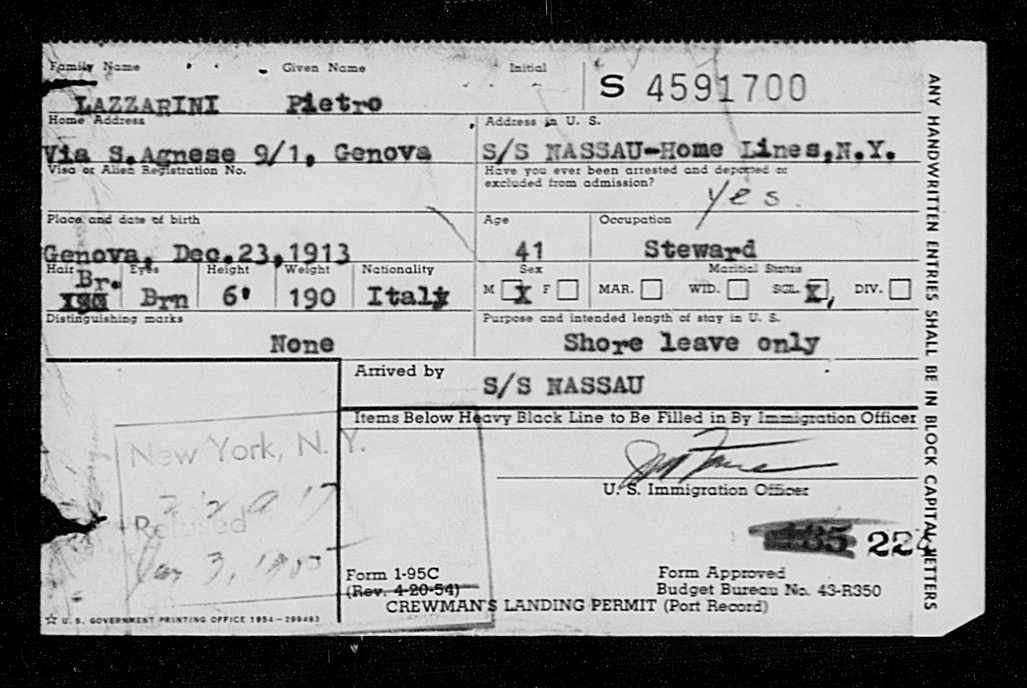 Family Name Given Name Initial
S 4591700
LAZZARINI Pietro
Home Address
Address in U. S.
Via S.Agnese 9/1, Genova
S/S NASSAU-Home Lines,N.Y.
Visa or Alien Registration No.
Have you ever been arrested and deported or
excluded from admission?
Yes.
Place and date of birth
Age Occupation
Genova, Dec.23,1913
41 Steward
Hair Eyes Height Weight Nationality
Sex Marital Status
Br.
Brn 6' 190 Italy
M X F MAR. WID. SGL. X, DIV.
Distinguishing marks
Purpose and intended length of stay in U. S.
None
Shore leave only
Arrived by
S/S NASSAU
Items Below Heavy Black Line to Be Filled in By Immigration Officer
New York, N. Y.
U. S. Immigration Officer
Refused
Jan 3, 1955
435 224
Form 1-95C
(Rev. 4-20-54)
Form Approved
Budget Bureau No. 43-R350
CREWMAN'S LANDING PERMIT (Port Record)
☆ U. S. GOVERNMENT PRINTING OFFICE 1954-298493
ANY HANDWRITTEN ENTRIES SHALL BE IN BLOCK CAPITAL LETTERS